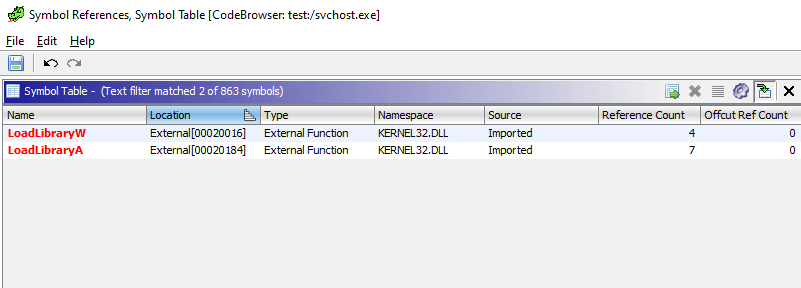 Symbol References, Symbol Table [CodeBrowser: test:/svchost.exe]
File Edit Help
Symbol Table - (Text filter matched 2 of 863 symbols)
Name Location Type Namespace Source Reference Count Offcut Ref Count
LoadLibraryW External[00020016] External Function KERNEL32.DLL Imported 4 0
LoadLibraryA External[00020184] External Function KERNEL32.DLL Imported 7 0